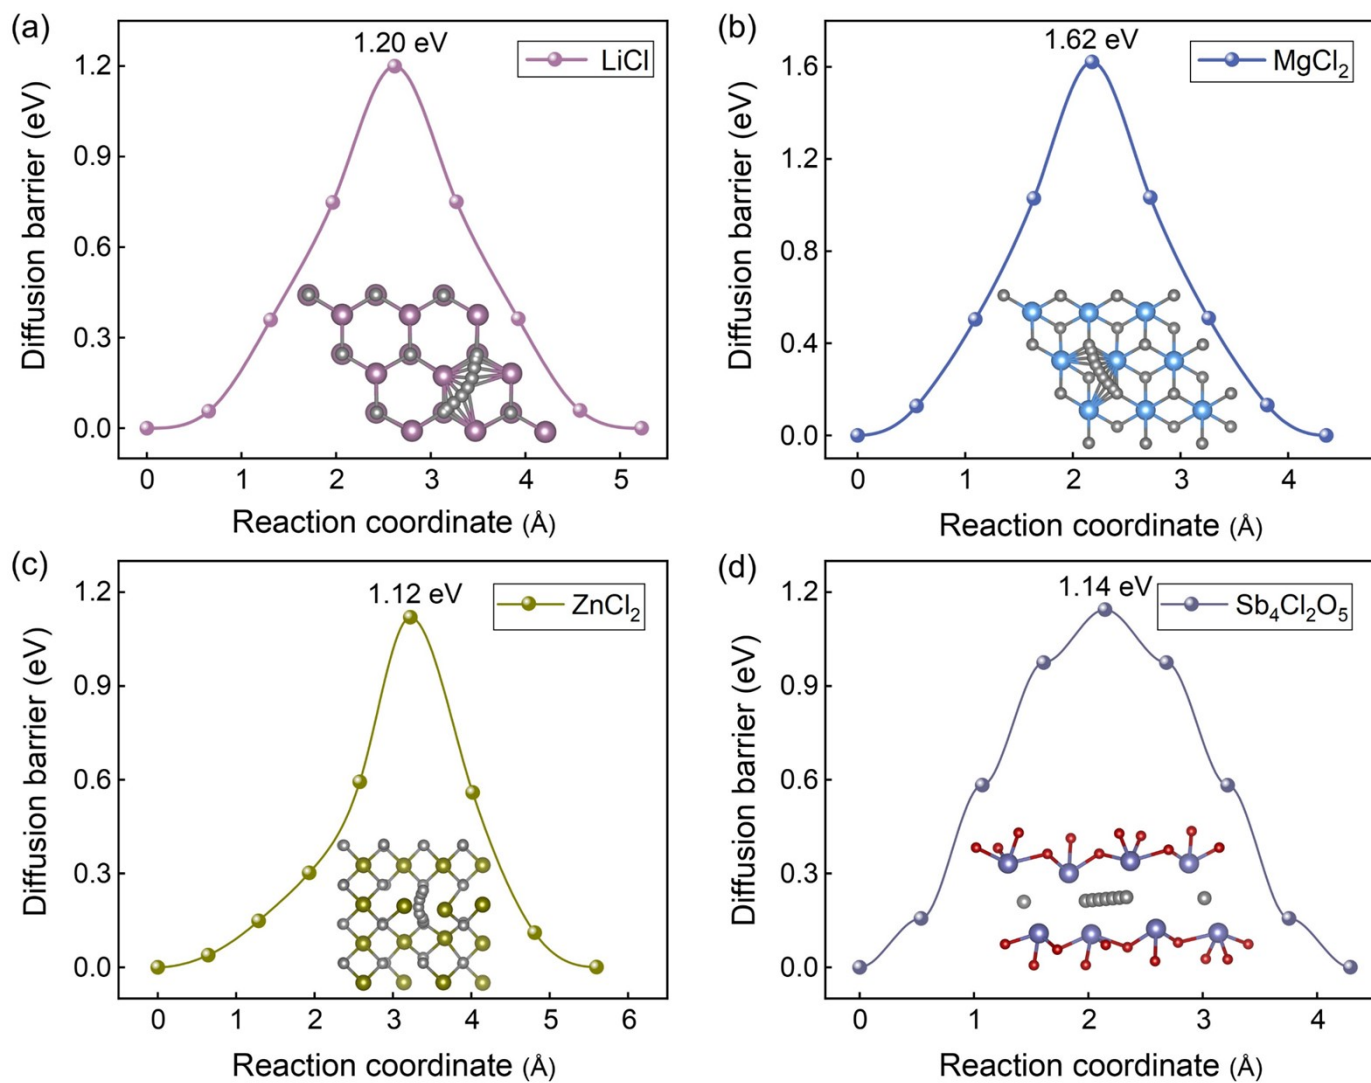 (a)
1.20 eV
LiCl
1.2
0.9
0.6
0.3
0.0
Diffusion barrier (eV)
0 1 2 3 4 5
Reaction coordinate (Å)
(b)
1.62 eV
MgCl₂
1.6
1.2
0.8
0.4
0.0
Diffusion barrier (eV)
0 1 2 3 4
Reaction coordinate (Å)
(c)
1.12 eV
ZnCl₂
1.2
0.9
0.6
0.3
0.0
Diffusion barrier (eV)
0 1 2 3 4 5 6
Reaction coordinate (Å)
(d)
1.14 eV
Sb₄Cl₂O₅
1.2
0.9
0.6
0.3
0.0
Diffusion barrier (eV)
0 1 2 3 4
Reaction coordinate (Å)